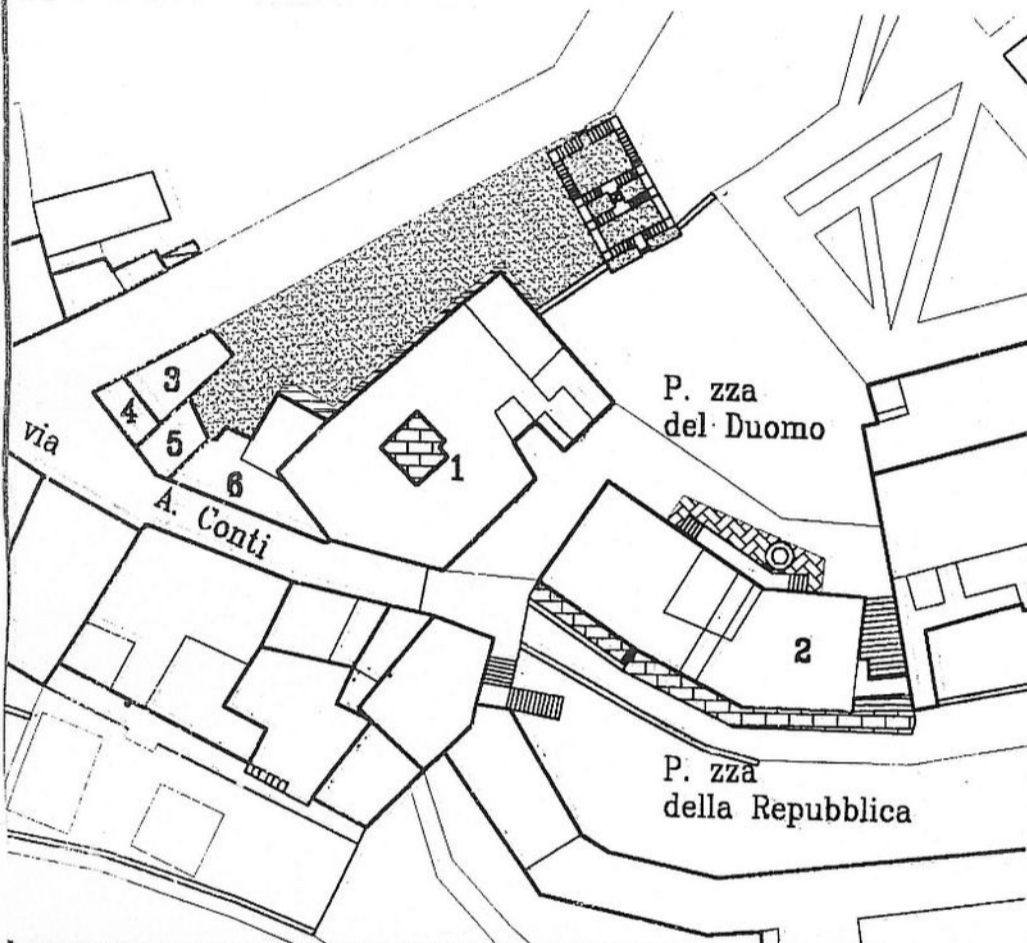 3
4
5
via
6
A. Conti
1
P. zza
del Duomo
2
P. zza
della Repubblica